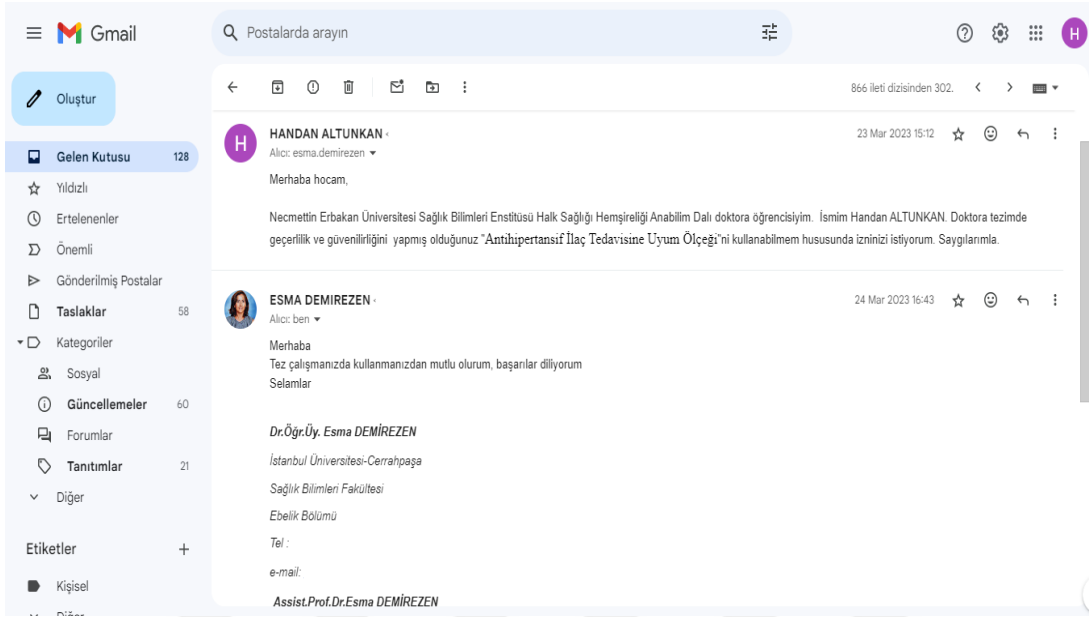 Gmail
Postalarda arayın
H
Oluştur
866 ileti dizisinden 302.
Gelen Kutusu 128
Yıldızlı
Ertelenenler
Önemli
Gönderilmiş Postalar
Taslaklar 58
Kategoriler
Sosyal
Güncellemeler 60
Forumlar
Tanıtımlar 21
Diğer
Etiketler
Kişisel
Diğer
H
HANDAN ALTUNKAN
23 Mar 2023 15:12
Alıcı: esma.demirezen
Merhaba hocam,
Necmettin Erbakan Üniversitesi Sağlık Bilimleri Enstitüsü Halk Sağlığı Hemşireliği Anabilim Dalı doktora öğrencisiyim. İsmim Handan ALTUNKAN. Doktora tezimde
geçerlilik ve güvenilirliğini yapmış olduğunuz "Antihipertansif İlaç Tedavisine Uyum Ölçeği"ni kullanabilmem hususunda izninizi istiyorum. Saygılarımla.
ESMA DEMIREZEN
24 Mar 2023 16:43
Alıcı: ben
Merhaba
Tez çalışmanızda kullanmanızdan mutlu olurum, başarılar diliyorum
Selamlar
Dr.Öğr.Üy. Esma DEMİREZEN
İstanbul Üniversitesi-Cerrahpaşa
Sağlık Bilimleri Fakültesi
Ebelik Bölümü
Tel :
e-mail:
Assist.Prof.Dr.Esma DEMİREZEN